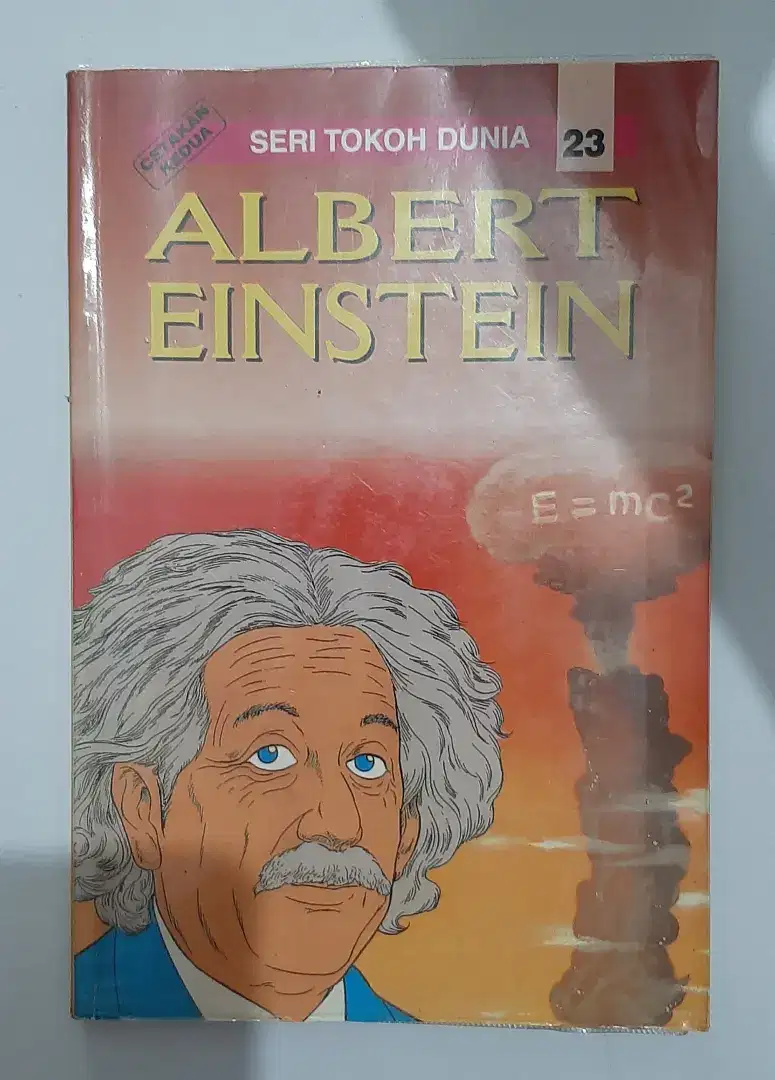 CETAKAN
KEDUA
SERI TOKOH DUNIA 23
ALBERT
EINSTEIN
E = mc²